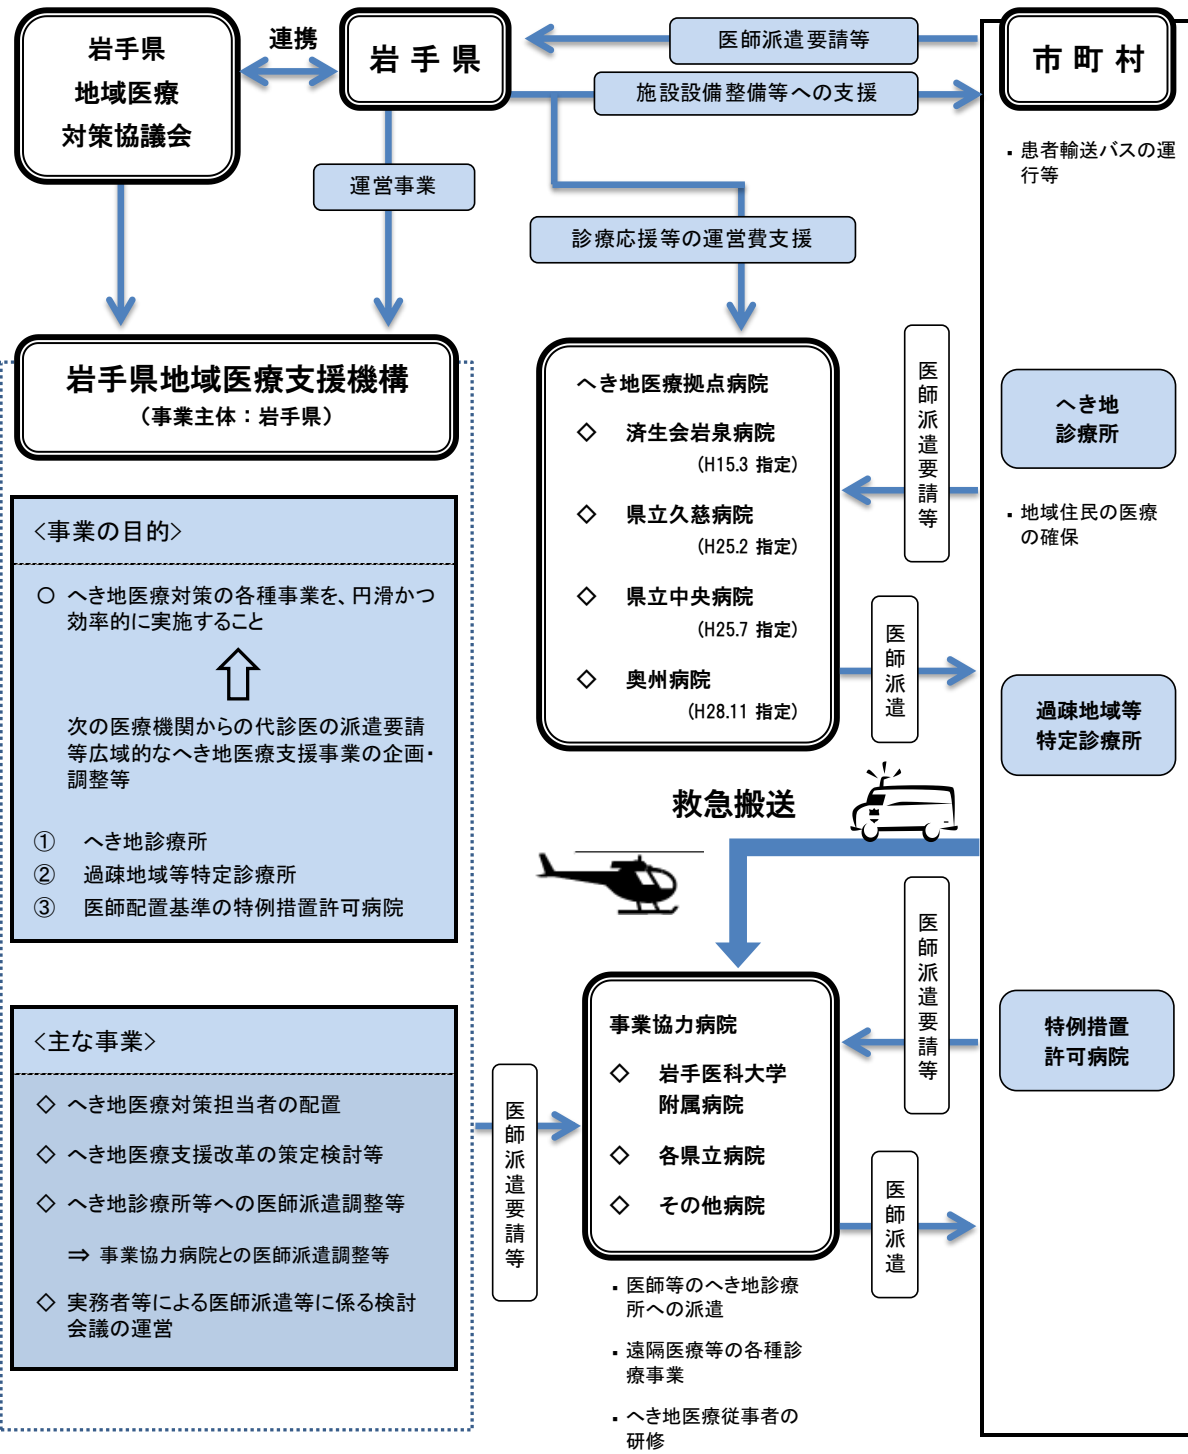 岩手県
地域医療
対策協議会
連携
岩手県
医師派遣要請等
施設設備整備等への支援
市町村
▪ 患者輸送バスの運
行等
運営事業
診療応援等の運営費支援
岩手県地域医療支援機構
（事業主体：岩手県）
<事業の目的>
○ へき地医療対策の各種事業を、円滑かつ
効率的に実施すること
次の医療機関からの代診医の派遣要請
等広域的なへき地医療支援事業の企画・
調整等
① へき地診療所
② 過疎地域等特定診療所
③ 医師配置基準の特例措置許可病院
<主な事業>
◇ へき地医療対策担当者の配置
◇ へき地医療支援改革の策定検討等
◇ へき地診療所等への医師派遣調整等
⇒ 事業協力病院との医師派遣調整等
◇ 実務者等による医師派遣等に係る検討
会議の運営
医師派遣要請等
へき地医療拠点病院
◇ 済生会岩泉病院
(H15.3 指定)
◇ 県立久慈病院
(H25.2 指定)
◇ 県立中央病院
(H25.7 指定)
◇ 奥州病院
(H28.11 指定)
医師派遣要請等
医師派遣
へき地
診療所
▪ 地域住民の医療
の確保
過疎地域等
特定診療所
救急搬送
医師派遣要請等
事業協力病院
◇ 岩手医科大学
附属病院
◇ 各県立病院
◇ その他病院
医師派遣
特例措置
許可病院
▪ 医師等のへき地診療
所への派遣
▪ 遠隔医療等の各種診
療事業
▪ へき地医療従事者の
研修